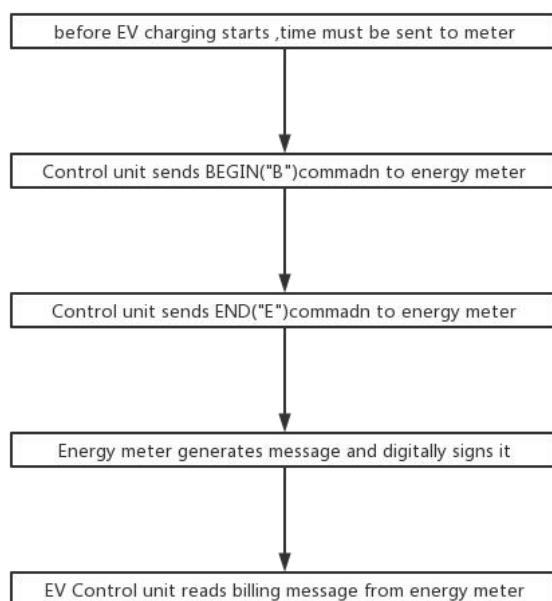 before EV charging starts ,time must be sent to meter
Control unit sends BEGIN("B")commadn to energy meter
Control unit sends END("E")commadn to energy meter
Energy meter generates message and digitally signs it
EV Control unit reads billing message from energy meter